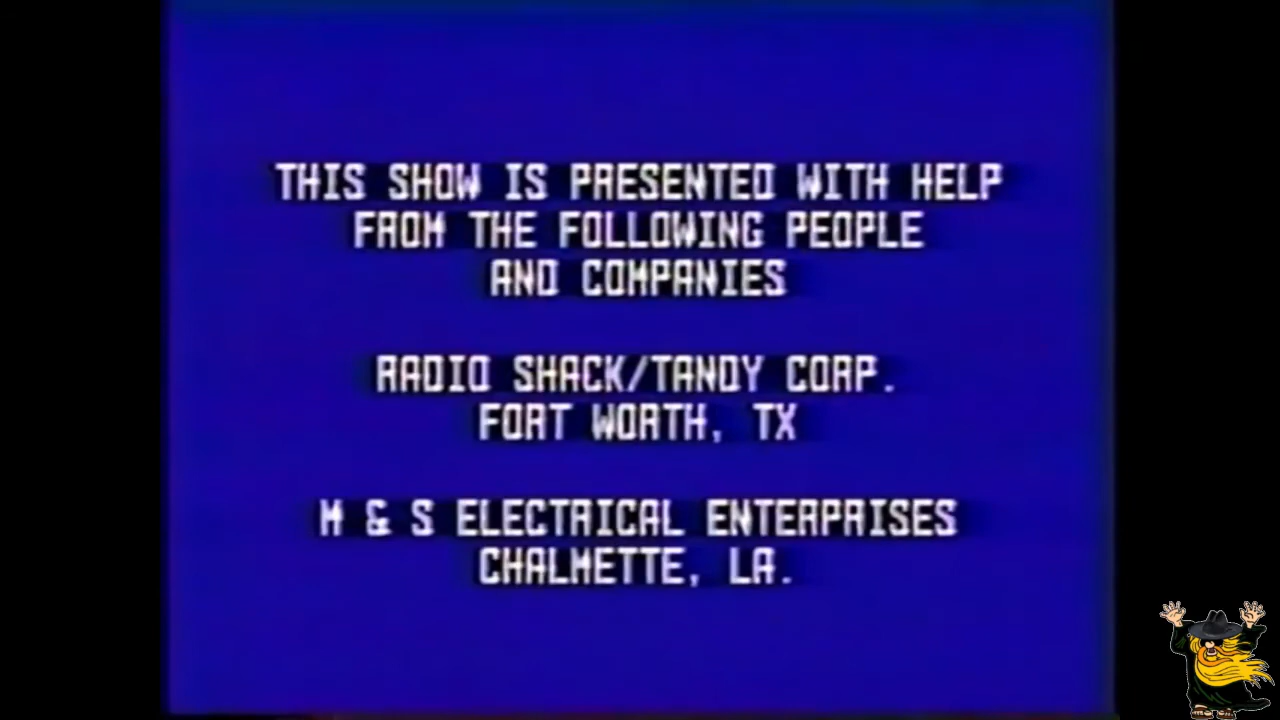 THIS SHOW IS PRESENTED WITH HELP
FROM THE FOLLOWING PEOPLE
AND COMPANIES
RADIO SHACK/TANDY CORP.
FORT WORTH, TX
M & S ELECTRICAL ENTERPRISES
CHALMETTE, LA.